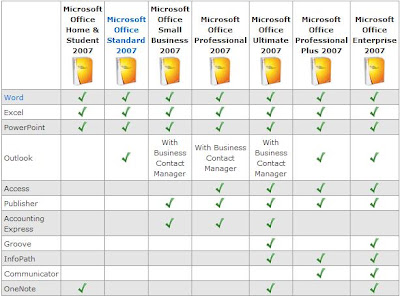 Microsoft Office Home & Student 2007
Microsoft Office Standard 2007
Microsoft Office Small Business 2007
Microsoft Office Professional 2007
Microsoft Office Ultimate 2007
Microsoft Office Professional Plus 2007
Microsoft Office Enterprise 2007
Word
Excel
PowerPoint
Outlook
With Business Contact Manager
With Business Contact Manager
With Business Contact Manager
Access
Publisher
Accounting Express
Groove
InfoPath
Communicator
OneNote